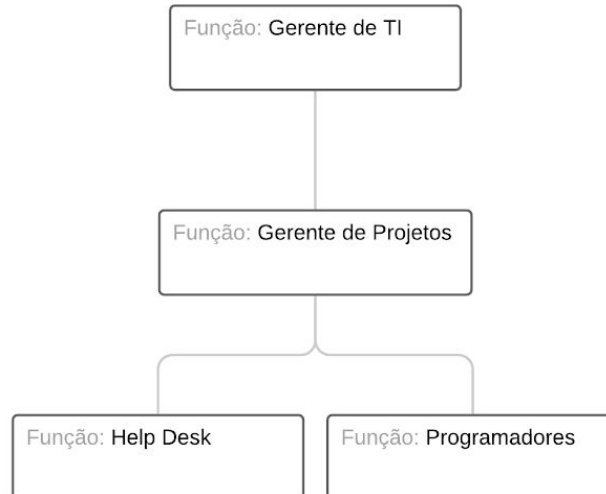 Função: Gerente de TI
Função: Gerente de Projetos
Função: Help Desk
Função: Programadores